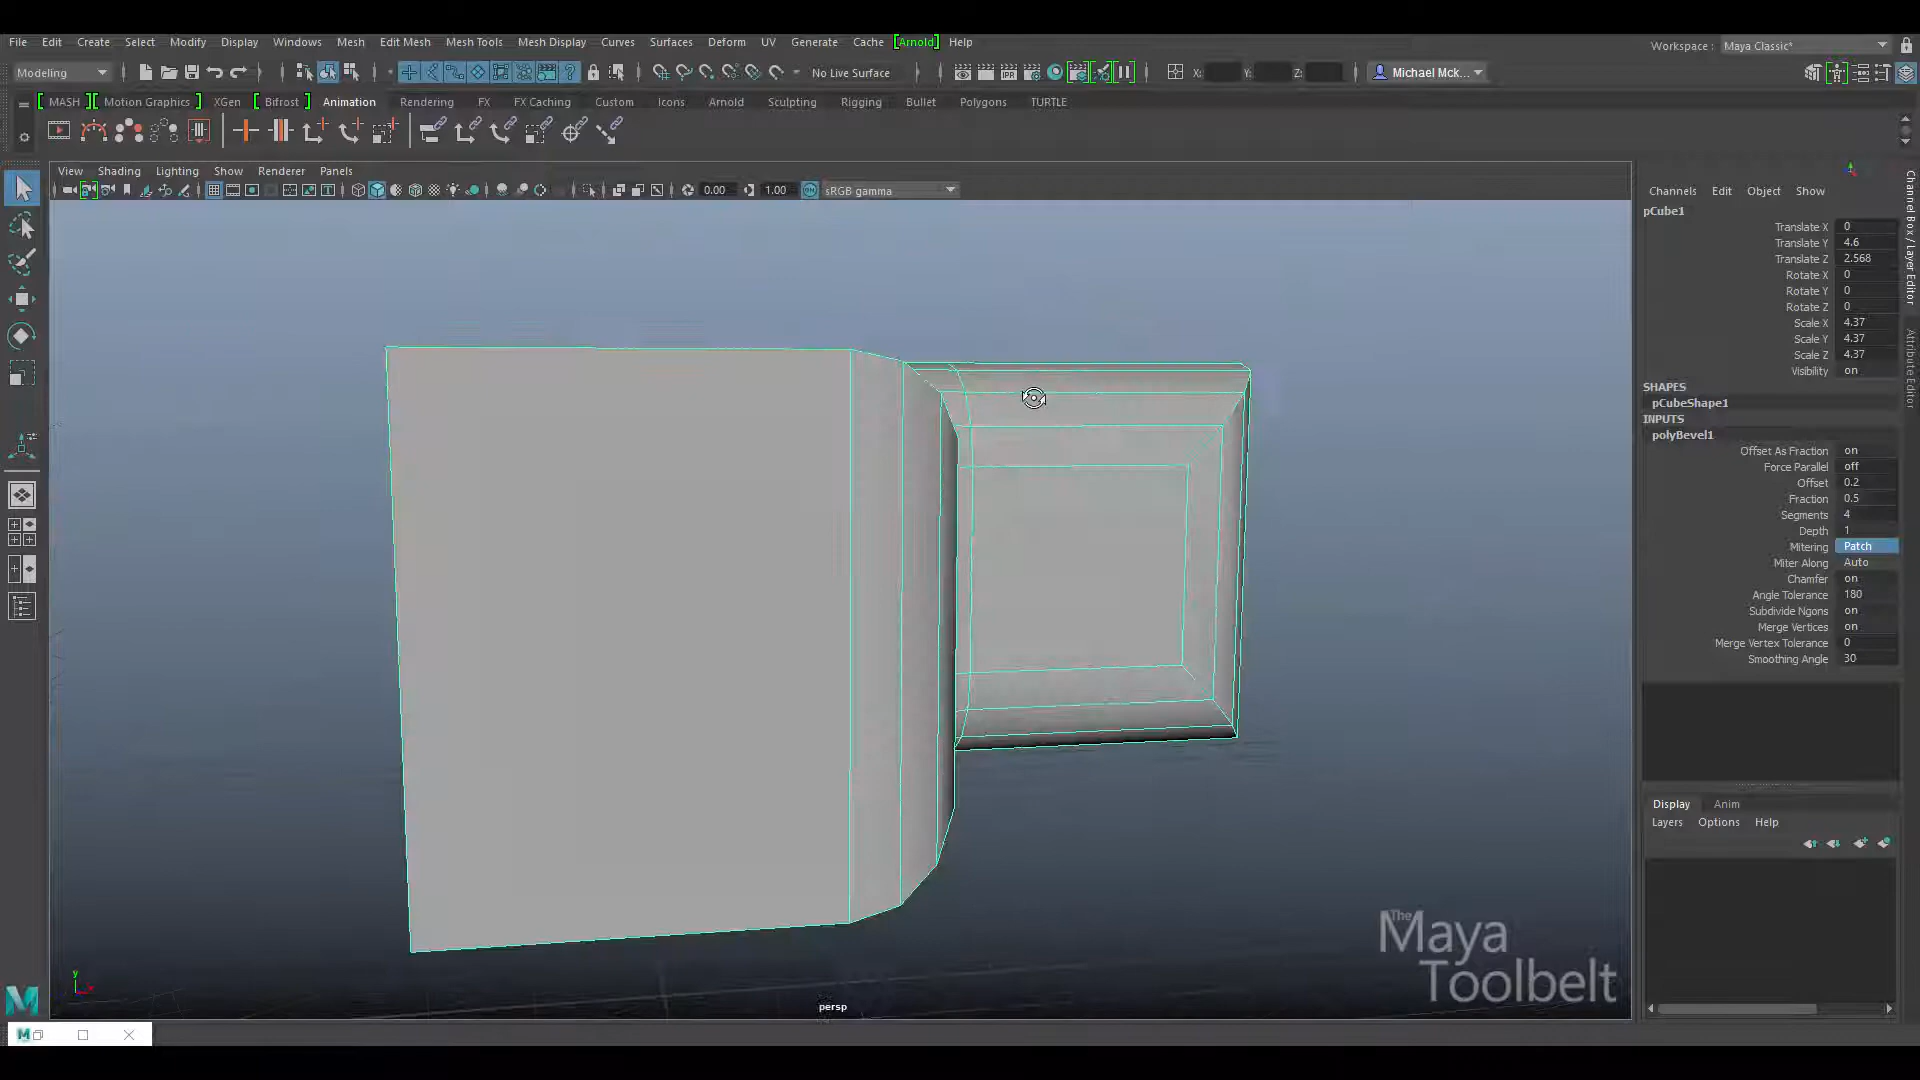 File Edit Create Select Modify Display Windows Mesh Edit Mesh Mesh Tools Mesh Display Curves Surfaces Deform UV Generate Cache [Arnold] Help
Workspace : Maya Classic*
Modeling
No Live Surface
X: Y: Z:
Michael Mck...
[ MASH ] [ Motion Graphics ] XGen [ Bifrost ] Animation Rendering FX FX Caching Custom Icons Arnold Sculpting Rigging Bullet Polygons TURTLE
View Shading Lighting Show Renderer Panels
0.00 1.00 sRGB gamma
Channels Edit Object Show
pCube1
Translate X 0
Translate Y 4.6
Translate Z 2.568
Rotate X 0
Rotate Y 0
Rotate Z 0
Scale X 4.37
Scale Y 4.37
Scale Z 4.37
Visibility on
SHAPES
pCubeShape1
INPUTS
polyBevel1
Offset As Fraction on
Force Parallel off
Offset 0.2
Fraction 0.5
Segments 4
Depth 1
Mitering Patch
Miter Along Auto
Chamfer on
Angle Tolerance 180
Subdivide Ngons on
Merge Vertices on
Merge Vertex Tolerance 0
Smoothing Angle 30
Channel Box / Layer Editor
Attribute Editor
Display Anim
Layers Options Help
The Maya
Toolbelt
y
persp